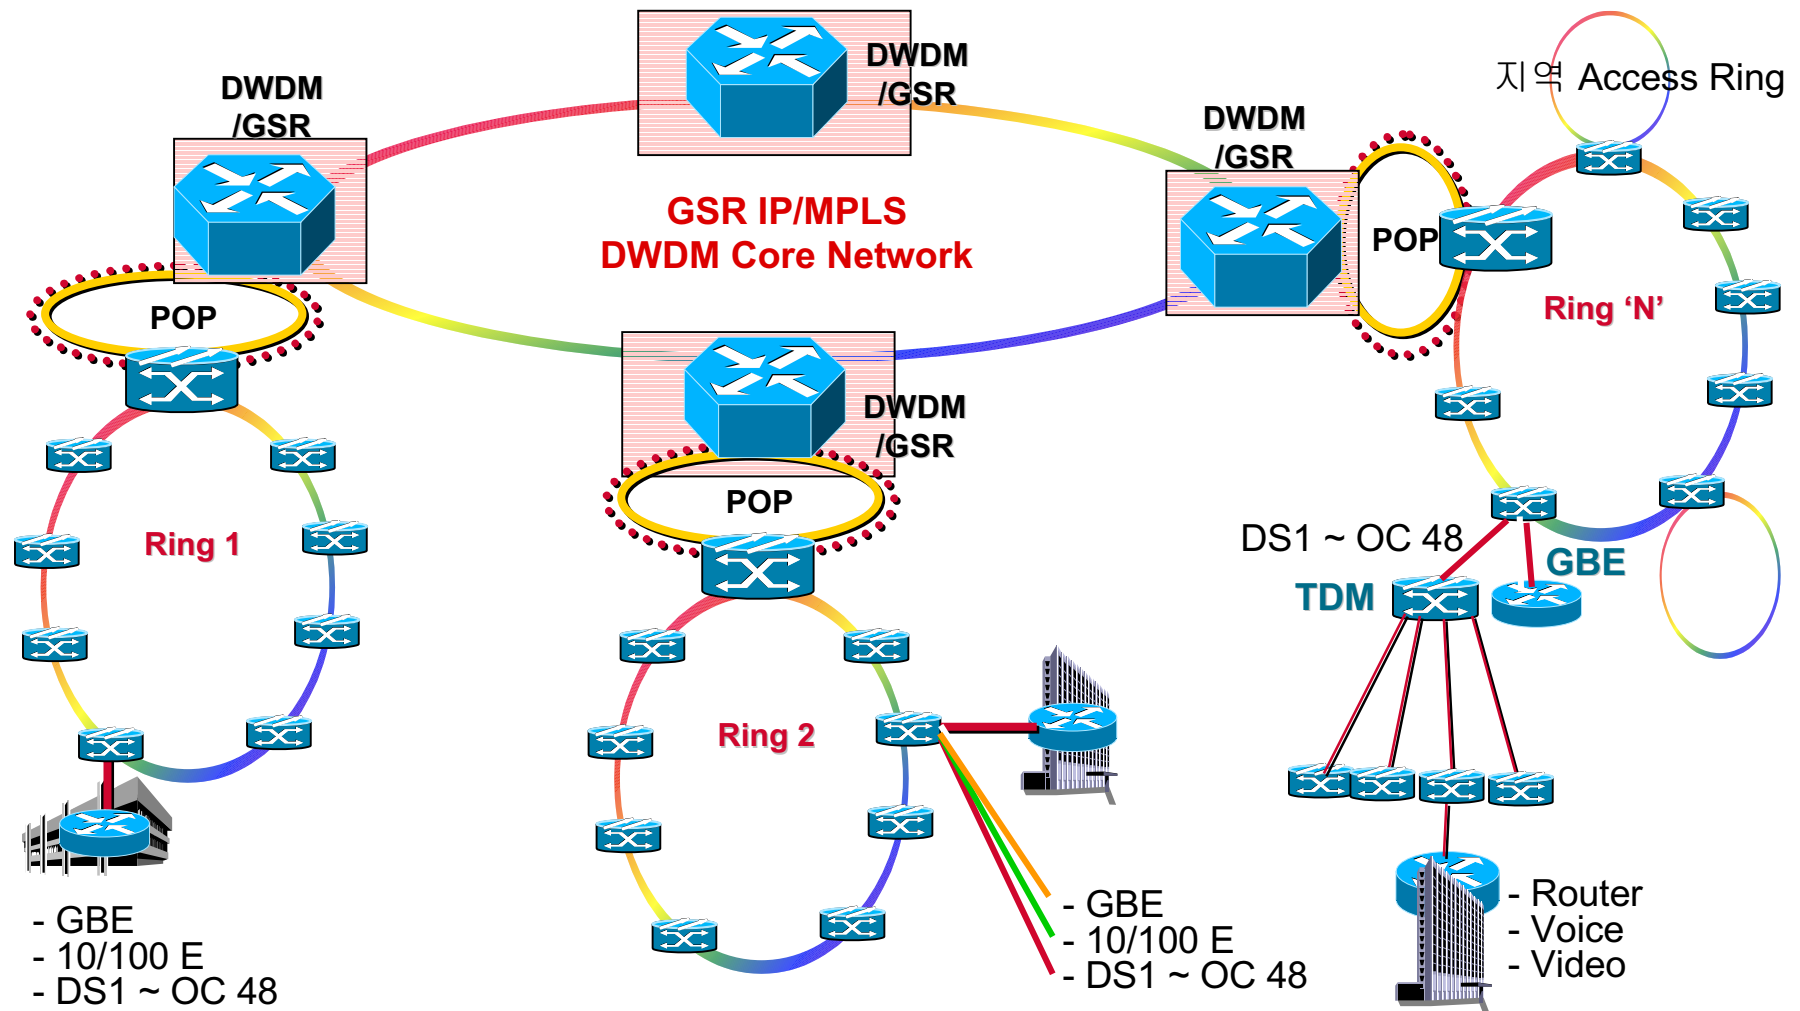 DWDM
/GSR
DWDM
/GSR
DWDM
/GSR
지역 Access Ring
GSR IP/MPLS
DWDM Core Network
POP
POP
Ring ‘N’
DWDM
/GSR
POP
Ring 1
Ring 2
DS1 ~ OC 48
GBE
TDM
- GBE
- 10/100 E
- DS1 ~ OC 48
- GBE
- 10/100 E
- DS1 ~ OC 48
- Router
- Voice
- Video